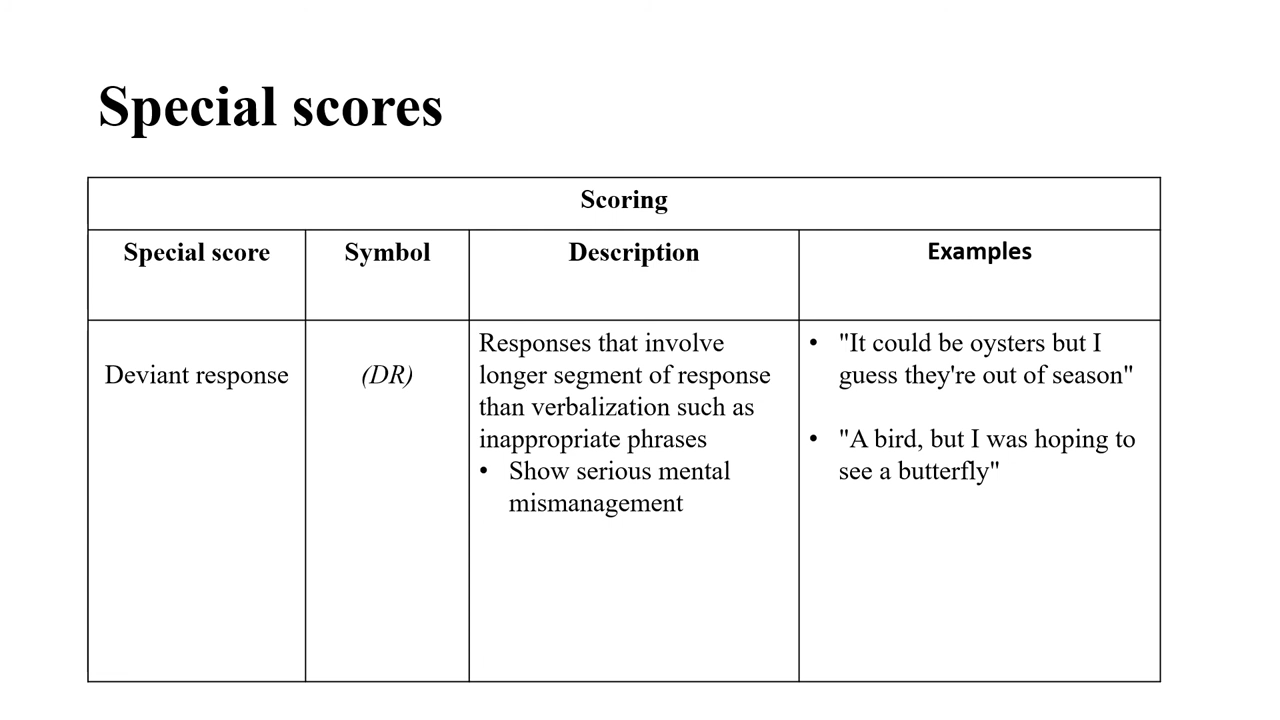 Special scores
Scoring
Special score
Symbol
Description
Examples
Deviant response
(DR)
Responses that involve
longer segment of response
than verbalization such as
inappropriate phrases
• Show serious mental
mismanagement
• "It could be oysters but I
guess they're out of season"
• "A bird, but I was hoping to
see a butterfly"